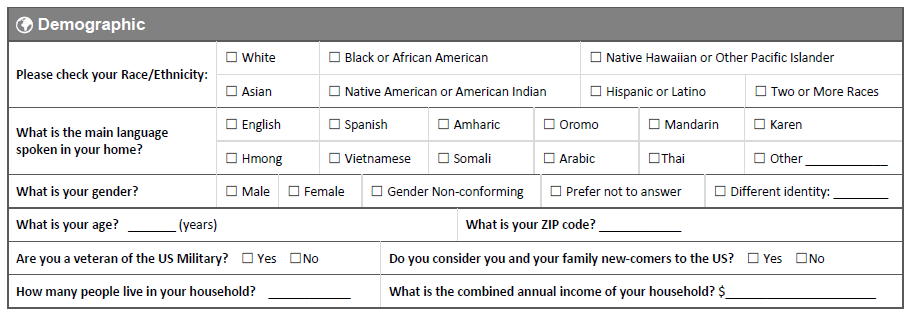 Demographic
Please check your Race/Ethnicity:
☐ White ☐ Black or African American ☐ Native Hawaiian or Other Pacific Islander
☐ Asian ☐ Native American or American Indian ☐ Hispanic or Latino ☐ Two or More Races
What is the main language spoken in your home?
☐ English ☐ Spanish ☐ Amharic ☐ Oromo ☐ Mandarin ☐ Karen
☐ Hmong ☐ Vietnamese ☐ Somali ☐ Arabic ☐Thai ☐ Other ____________
What is your gender? ☐ Male ☐ Female ☐ Gender Non-conforming ☐ Prefer not to answer ☐ Different identity: ________
What is your age? _______ (years) What is your ZIP code? ____________
Are you a veteran of the US Military? ☐ Yes ☐No Do you consider you and your family new-comers to the US? ☐ Yes ☐No
How many people live in your household? ____________ What is the combined annual income of your household? $______________________